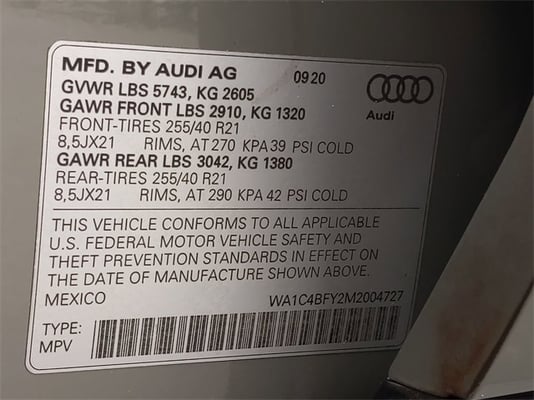 MFD. BY AUDI AG 09 20
GVWR LBS 5743, KG 2605
GAWR FRONT LBS 2910, KG 1320
FRONT-TIRES 255/40 R21
8,5JX21 RIMS, AT 270 KPA 39 PSI COLD
GAWR REAR LBS 3042, KG 1380
REAR-TIRES 255/40 R21
8,5JX21 RIMS, AT 290 KPA 42 PSI COLD
Audi
THIS VEHICLE CONFORMS TO ALL APPLICABLE
U.S. FEDERAL MOTOR VEHICLE SAFETY AND
THEFT PREVENTION STANDARDS IN EFFECT ON
THE DATE OF MANUFACTURE SHOWN ABOVE.
MEXICO WA1C4BFY2M2004727
TYPE:
MPV